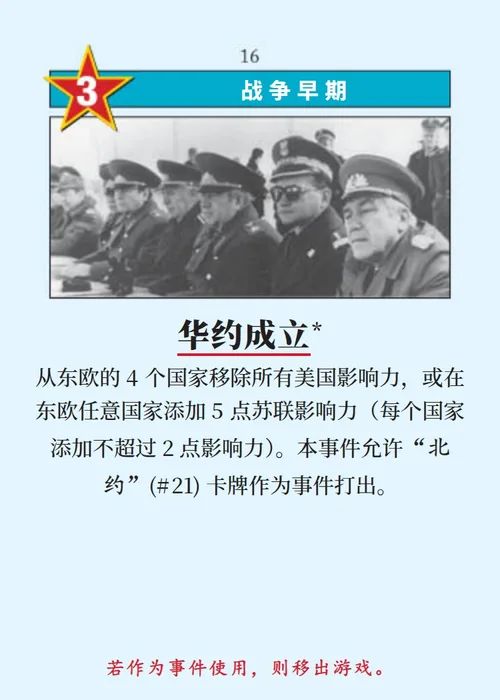 16
3
战争早期
华约成立*
从东欧的 4 个国家移除所有美国影响力，或在
东欧任意国家添加 5 点苏联影响力（每个国家
添加不超过 2 点影响力）。本事件允许“北
约”(#21) 卡牌作为事件打出。
若作为事件使用，则移出游戏。